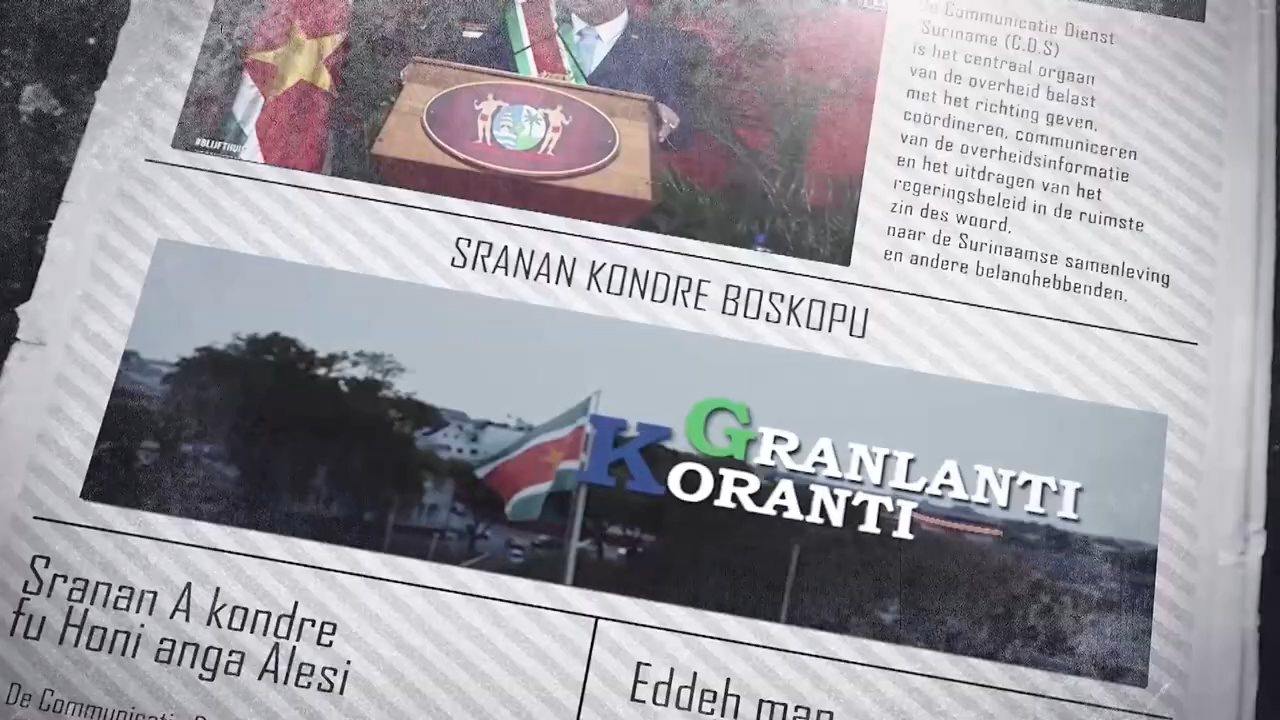 De Communicatie Dienst
Suriname (C.D.S)
is het centraal orgaan
van de overheid belast
met het richting geven,
coördineren, communiceren
van de overheidsinformatie
en het uitdragen van het
regeringsbeleid in de ruimste
zin des woord,
naar de Surinaamse samenleving
en andere belanghebbenden.
SRANAN KONDRE BOSKOPU
GRANLANTI
KORANTI
Sranan A kondre
fu Honi anga Alesi
De
Eddeh man